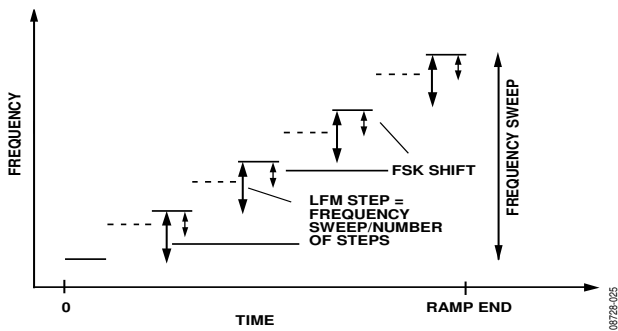 FREQUENCY
FREQUENCY SWEEP
FSK SHIFT
LFM STEP =
FREQUENCY
SWEEP/NUMBER
OF STEPS
0
RAMP END
TIME
08728-025